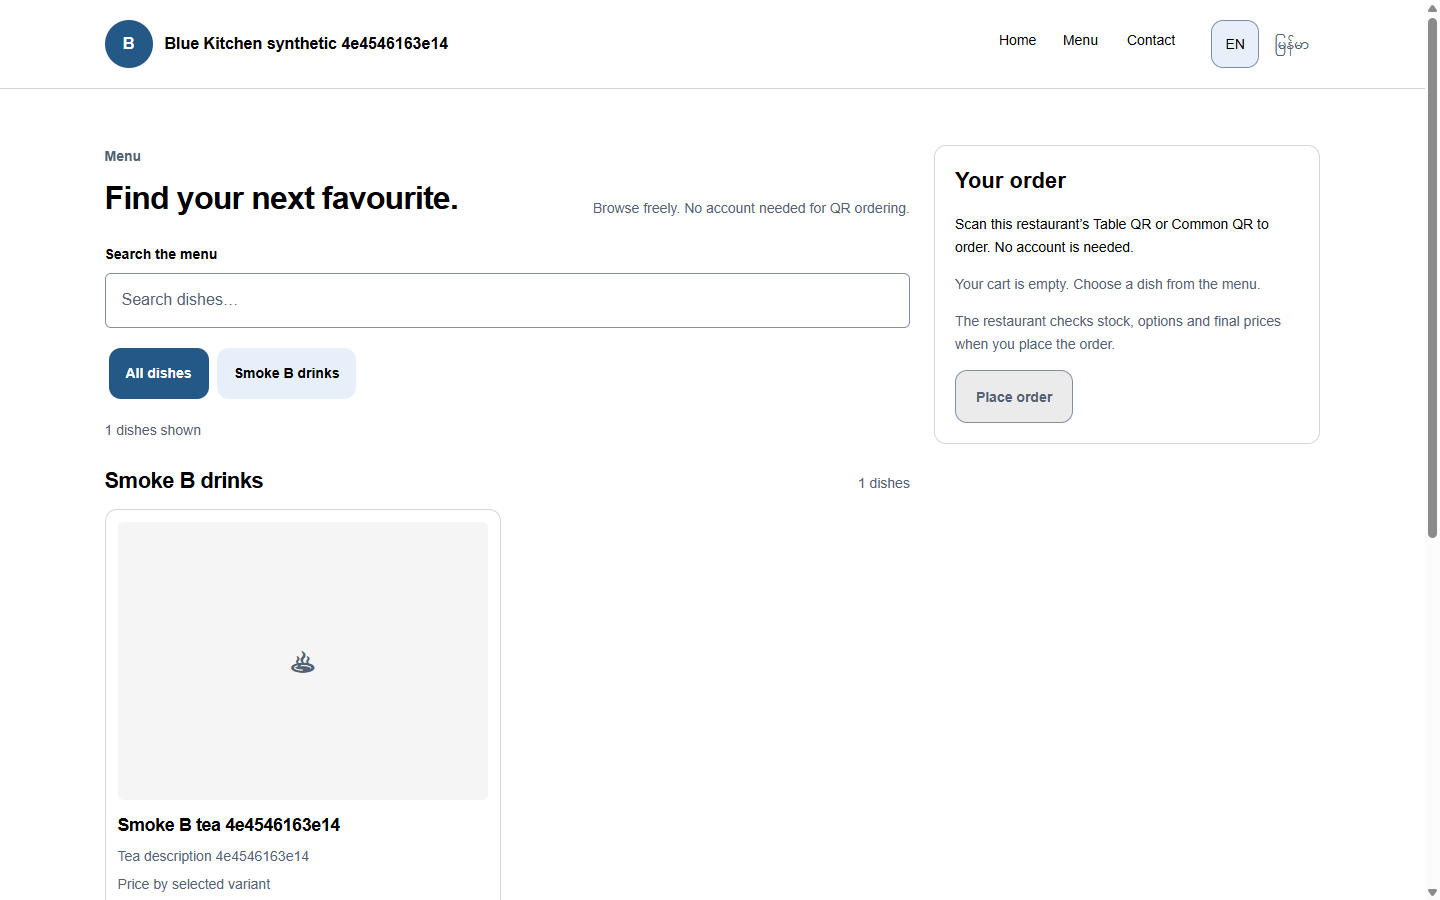 B
Blue Kitchen synthetic 4e4546163e14
Home
Menu
Contact
EN
မြန်မာ
Menu
Find your next favourite.
Browse freely. No account needed for QR ordering.
Search the menu
Search dishes…
All dishes
Smoke B drinks
1 dishes shown
Smoke B drinks
1 dishes
Smoke B tea 4e4546163e14
Tea description 4e4546163e14
Price by selected variant
Your order
Scan this restaurant’s Table QR or Common QR to
order. No account is needed.
Your cart is empty. Choose a dish from the menu.
The restaurant checks stock, options and final prices
when you place the order.
Place order